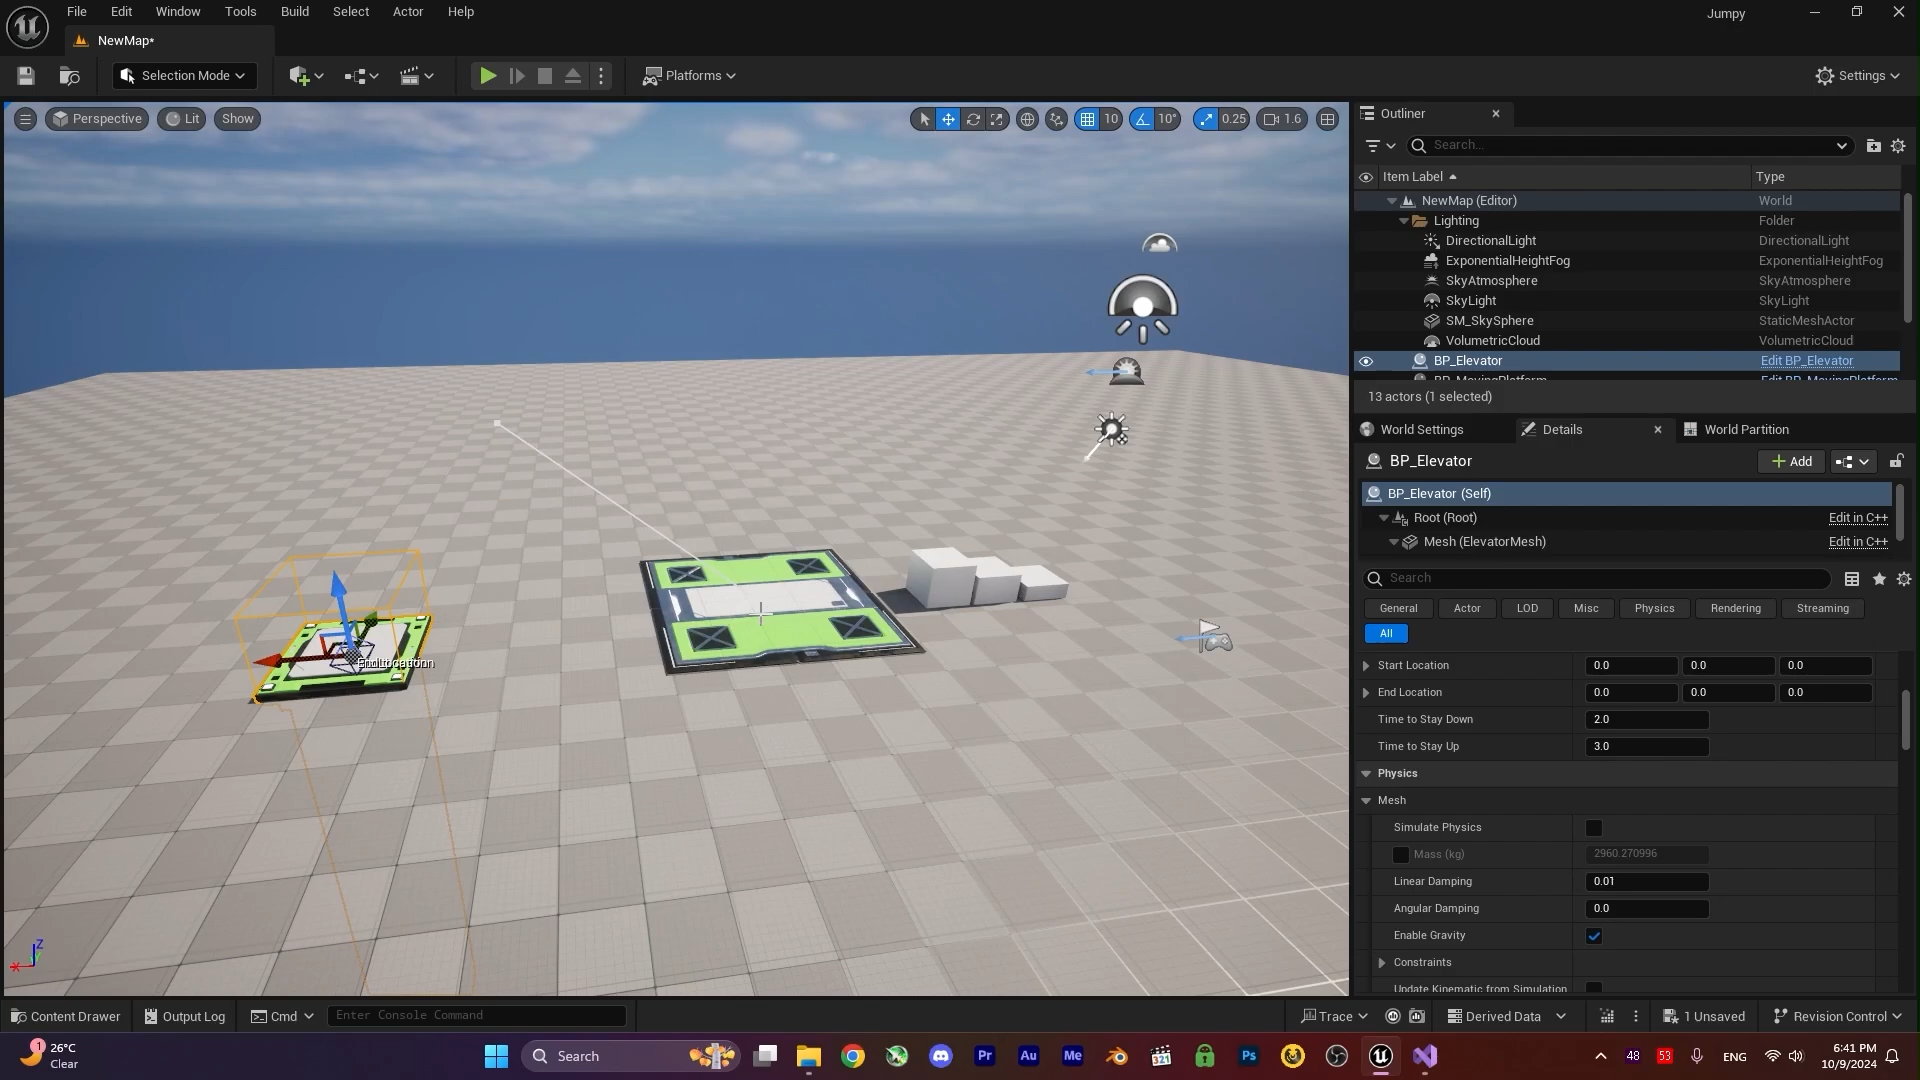 File Edit Window Tools Build Select Actor Help
Jumpy
NewMap*
Selection Mode
Platforms
Settings
Perspective Lit Show
10 10° 0.25 1.6
Outliner
Search...
Item Label Type
NewMap (Editor) World
Lighting Folder
DirectionalLight DirectionalLight
ExponentialHeightFog ExponentialHeightFog
SkyAtmosphere SkyAtmosphere
SkyLight SkyLight
SM_SkySphere StaticMeshActor
VolumetricCloud VolumetricCloud
BP_Elevator Edit BP_Elevator
BP_MovingPlatform Edit BP_MovingPlatform
13 actors (1 selected)
World Settings Details World Partition
BP_Elevator Add
BP_Elevator (Self)
Root (Root) Edit in C++
Mesh (ElevatorMesh) Edit in C++
Search
General Actor LOD Misc Physics Rendering Streaming
All
Start Location 0.0 0.0 0.0
End Location 0.0 0.0 0.0
Time to Stay Down 2.0
Time to Stay Up 3.0
Physics
Mesh
Simulate Physics
Mass (kg) 2960.270996
Linear Damping 0.01
Angular Damping 0.0
Enable Gravity
Constraints
Update Kinematic from Simulation
Z
X
Content Drawer Output Log Cmd Enter Console Command
Trace Derived Data 1 Unsaved Revision Control
1
26°C
Clear
Search
Pr Au Me 321 Ps
48 53 ENG
6:41 PM
10/9/2024